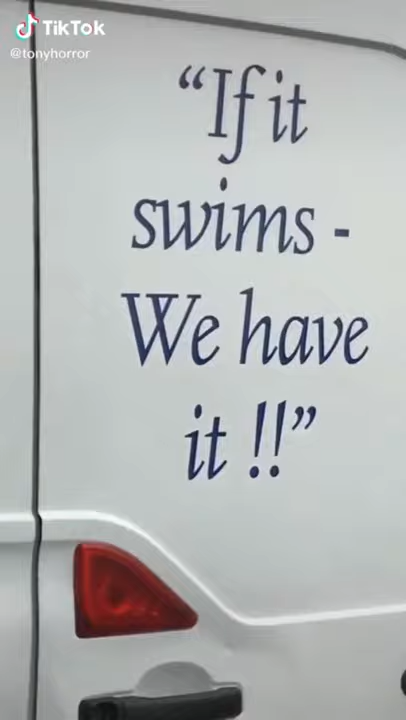 TikTok
@tonyhorror
“If it
swims -
We have
it !!”